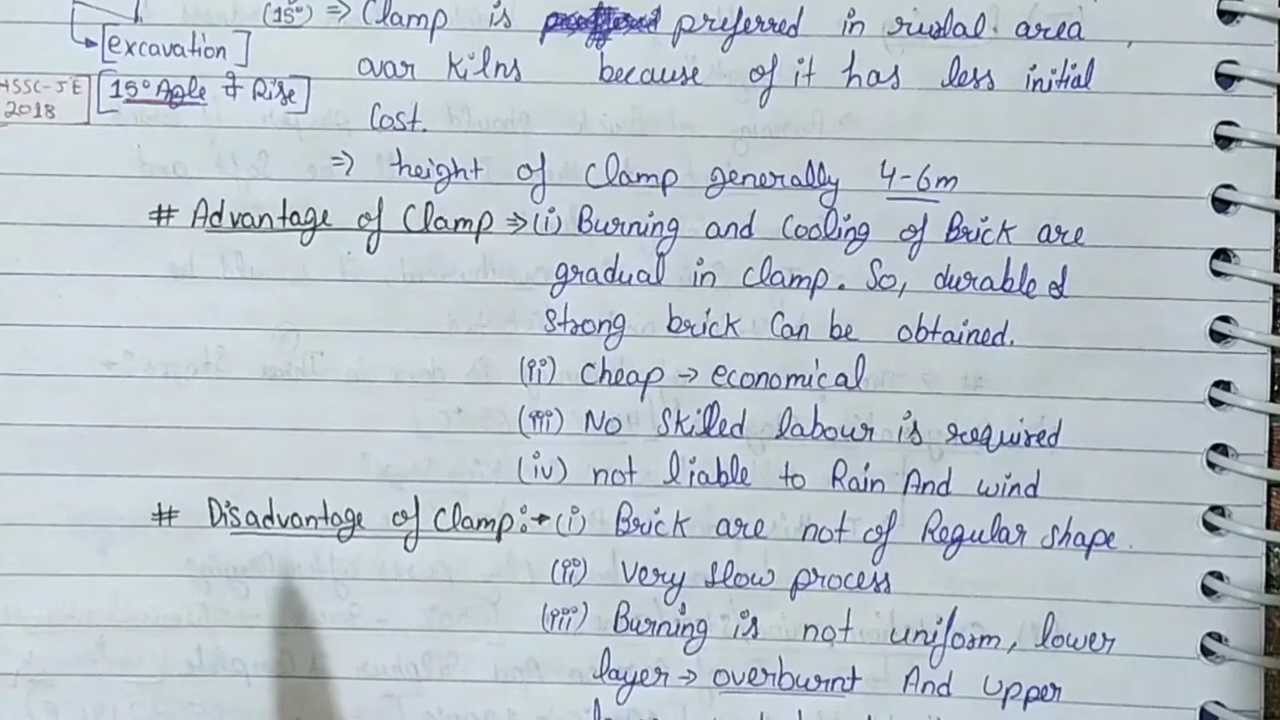 (15°) ⇒ Clamp is preferred in rural area
[excavation]
over Kilns because of it has less initial
HSSC-JE 2018
[15° Agle of Rise]
Cost.
⇒ height of Clamp generally 4-6m
# Advantage of Clamp ⇒ (i) Burning and Cooling of Brick are
gradual in clamp. So, durable &
Strong brick Can be obtained.
(ii) Cheap → economical
(iii) No Skilled labour is required
(iv) not liable to Rain And wind
# Disadvantage of Clamp:→ (i) Brick are not of Regular shape.
(ii) Very slow process
(iii) Burning is not uniform, lower
layer → overburnt And Upper